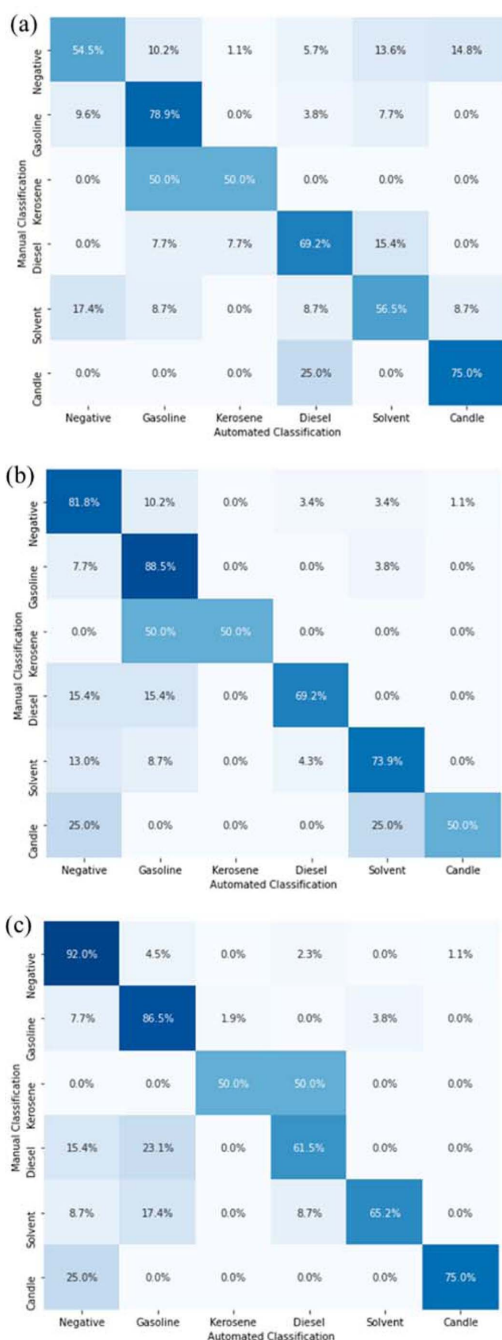 (a)
Negative 54.5% 10.2% 1.1% 5.7% 13.6% 14.8%
Gasoline 9.6% 78.9% 0.0% 3.8% 7.7% 0.0%
Kerosene 0.0% 50.0% 50.0% 0.0% 0.0% 0.0%
Diesel 0.0% 7.7% 7.7% 69.2% 15.4% 0.0%
Solvent 17.4% 8.7% 0.0% 8.7% 56.5% 8.7%
Candle 0.0% 0.0% 0.0% 25.0% 0.0% 75.0%
Manual Classification
Negative Gasoline Kerosene Diesel Solvent Candle
Automated Classification
(b)
Negative 81.8% 10.2% 0.0% 3.4% 3.4% 1.1%
Gasoline 7.7% 88.5% 0.0% 0.0% 3.8% 0.0%
Kerosene 0.0% 50.0% 50.0% 0.0% 0.0% 0.0%
Diesel 15.4% 15.4% 0.0% 69.2% 0.0% 0.0%
Solvent 13.0% 8.7% 0.0% 4.3% 73.9% 0.0%
Candle 25.0% 0.0% 0.0% 0.0% 25.0% 50.0%
Manual Classification
Negative Gasoline Kerosene Diesel Solvent Candle
Automated Classification
(c)
Negative 92.0% 4.5% 0.0% 2.3% 0.0% 1.1%
Gasoline 7.7% 86.5% 1.9% 0.0% 3.8% 0.0%
Kerosene 0.0% 0.0% 50.0% 50.0% 0.0% 0.0%
Diesel 15.4% 23.1% 0.0% 61.5% 0.0% 0.0%
Solvent 8.7% 17.4% 0.0% 8.7% 65.2% 0.0%
Candle 25.0% 0.0% 0.0% 0.0% 0.0% 75.0%
Manual Classification
Negative Gasoline Kerosene Diesel Solvent Candle
Automated Classification